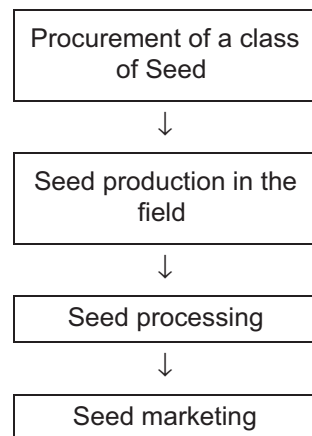 Procurement of a class
of Seed
↓
Seed production in the
field
↓
Seed processing
↓
Seed marketing